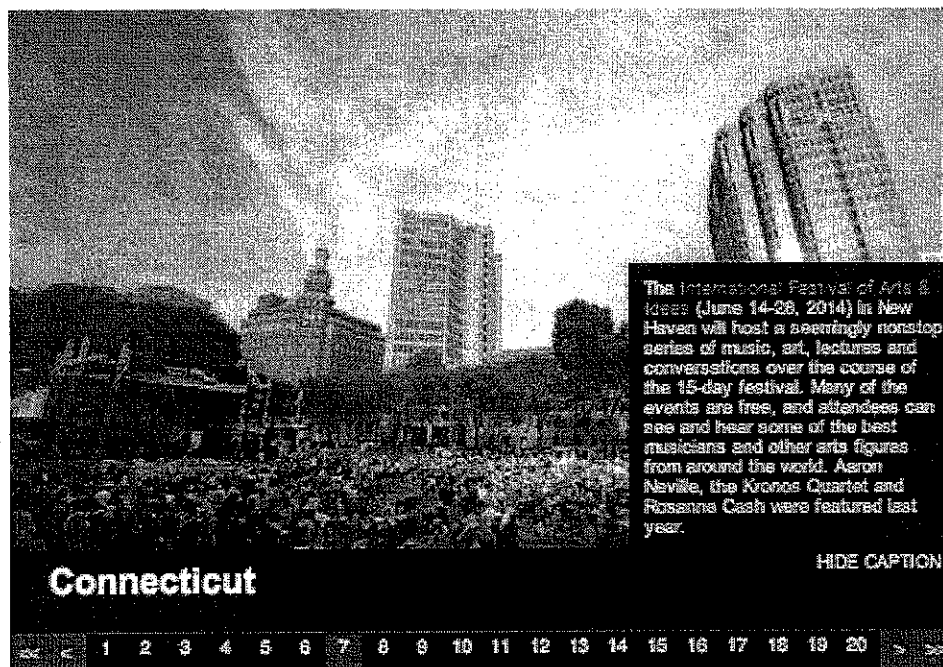 The International Festival of Arts &
Ideas (June 14-28, 2014) in New
Haven will host a seemingly nonstop
series of music, art, lectures and
conversations over the course of
the 15-day festival. Many of the
events are free, and attendees can
see and hear some of the best
musicians and other arts figures
from around the world. Aaron
Neville, the Kronos Quartet and
Rosanne Cash were featured last
year.
HIDE CAPTION
Connecticut
<< < 1 2 3 4 5 6 7 8 9 10 11 12 13 14 15 16 17 18 19 20 > >>